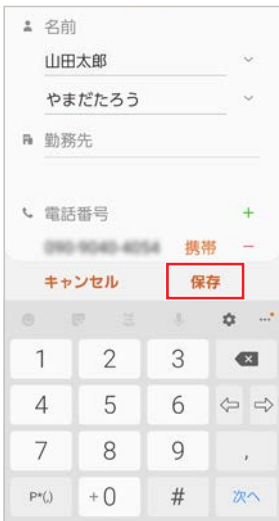 名前
山田太郎
やまだたろう
勤務先
電話番号 +
携帯 −
キャンセル 保存
1 2 3
4 5 6
7 8 9 ,
P*(,) +0 # 次へ